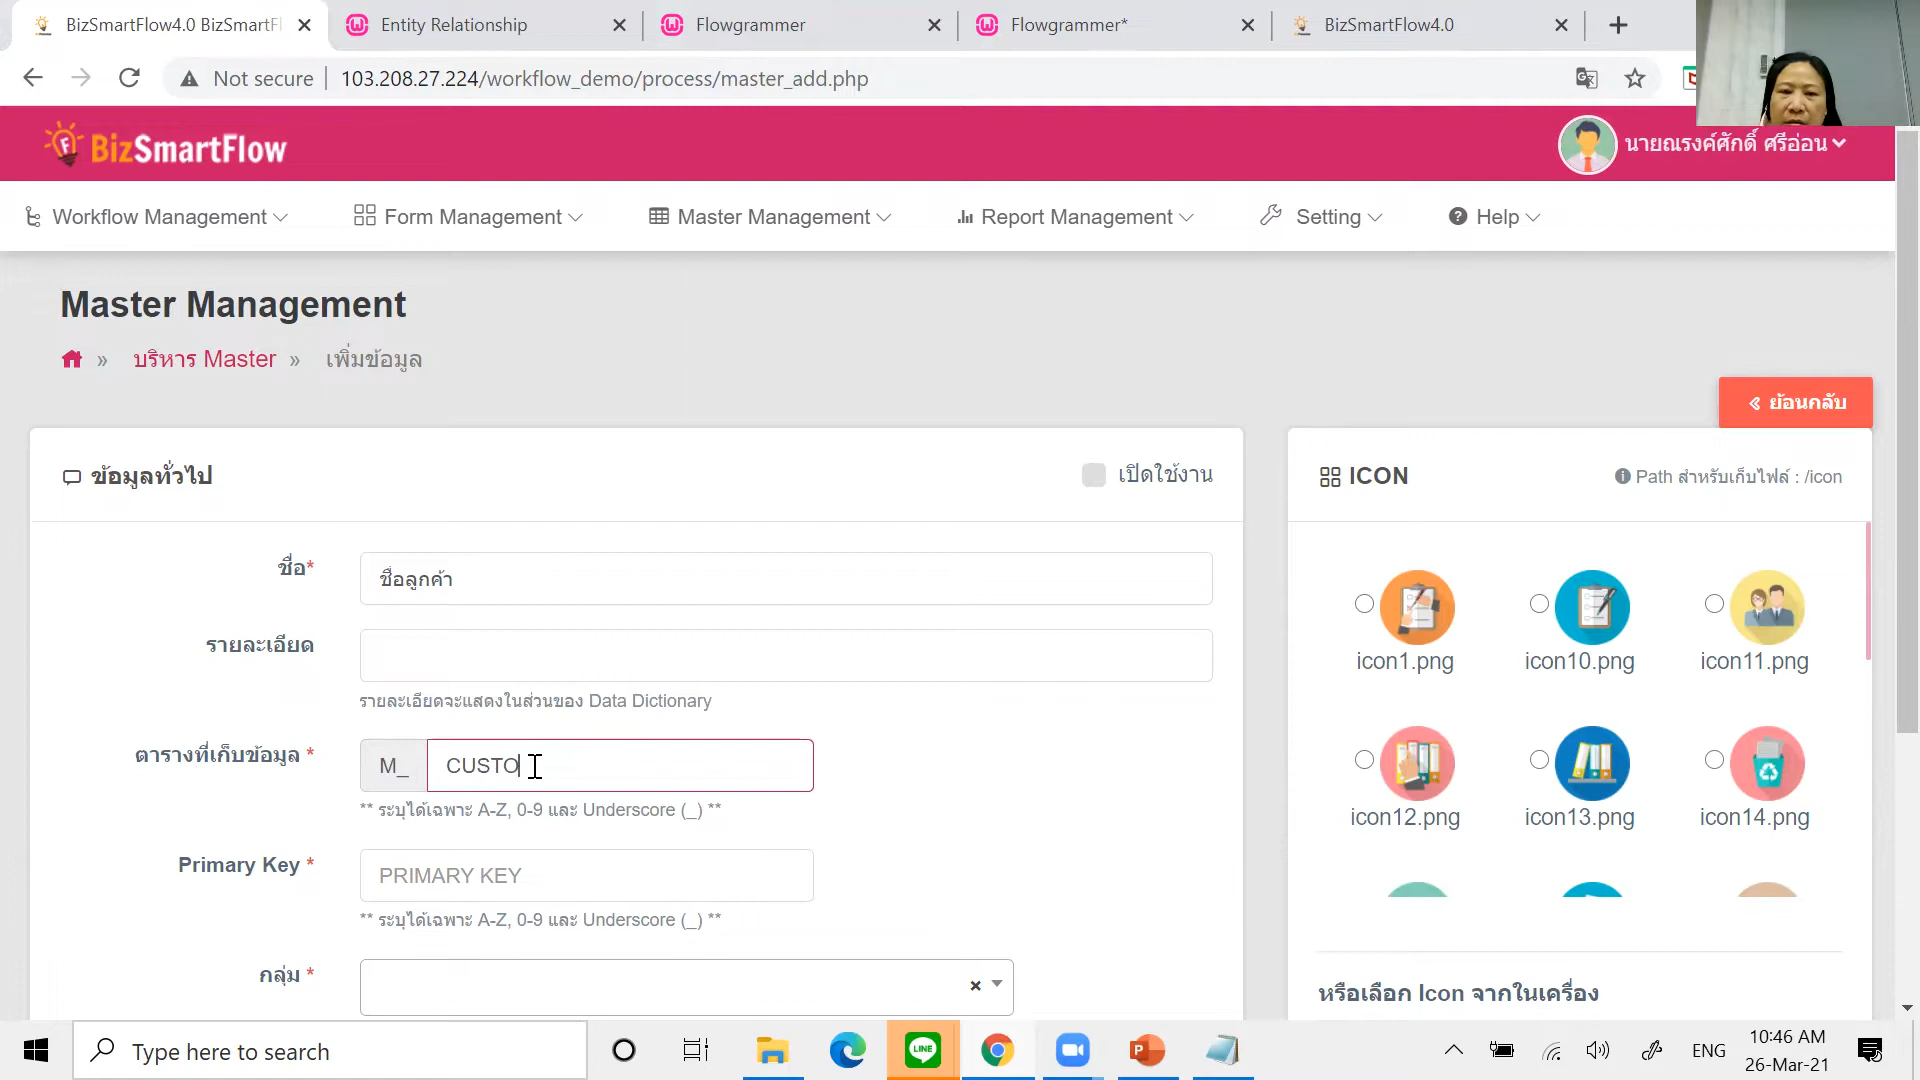 BizSmartFlow4.0 BizSmartFl
Entity Relationship
Flowgrammer
Flowgrammer*
BizSmartFlow4.0
Not secure
103.208.27.224/workflow_demo/process/master_add.php
BizSmartFlow
นายณรงค์ศักดิ์ ศรีอ่อน
Workflow Management
Form Management
Master Management
Report Management
Setting
Help
Master Management
» บริหาร Master » เพิ่มข้อมูล
ย้อนกลับ
ข้อมูลทั่วไป
เปิดใช้งาน
ชื่อ*
ชื่อลูกค้า
รายละเอียด
รายละเอียดจะแสดงในส่วนของ Data Dictionary
ตารางที่เก็บข้อมูล *
M_
CUSTO
** ระบุได้เฉพาะ A-Z, 0-9 และ Underscore (_) **
Primary Key *
PRIMARY KEY
** ระบุได้เฉพาะ A-Z, 0-9 และ Underscore (_) **
กลุ่ม *
ICON
Path สำหรับเก็บไฟล์ : /icon
icon1.png
icon10.png
icon11.png
icon12.png
icon13.png
icon14.png
หรือเลือก Icon จากในเครื่อง
Type here to search
LINE
ENG
10:46 AM
26-Mar-21